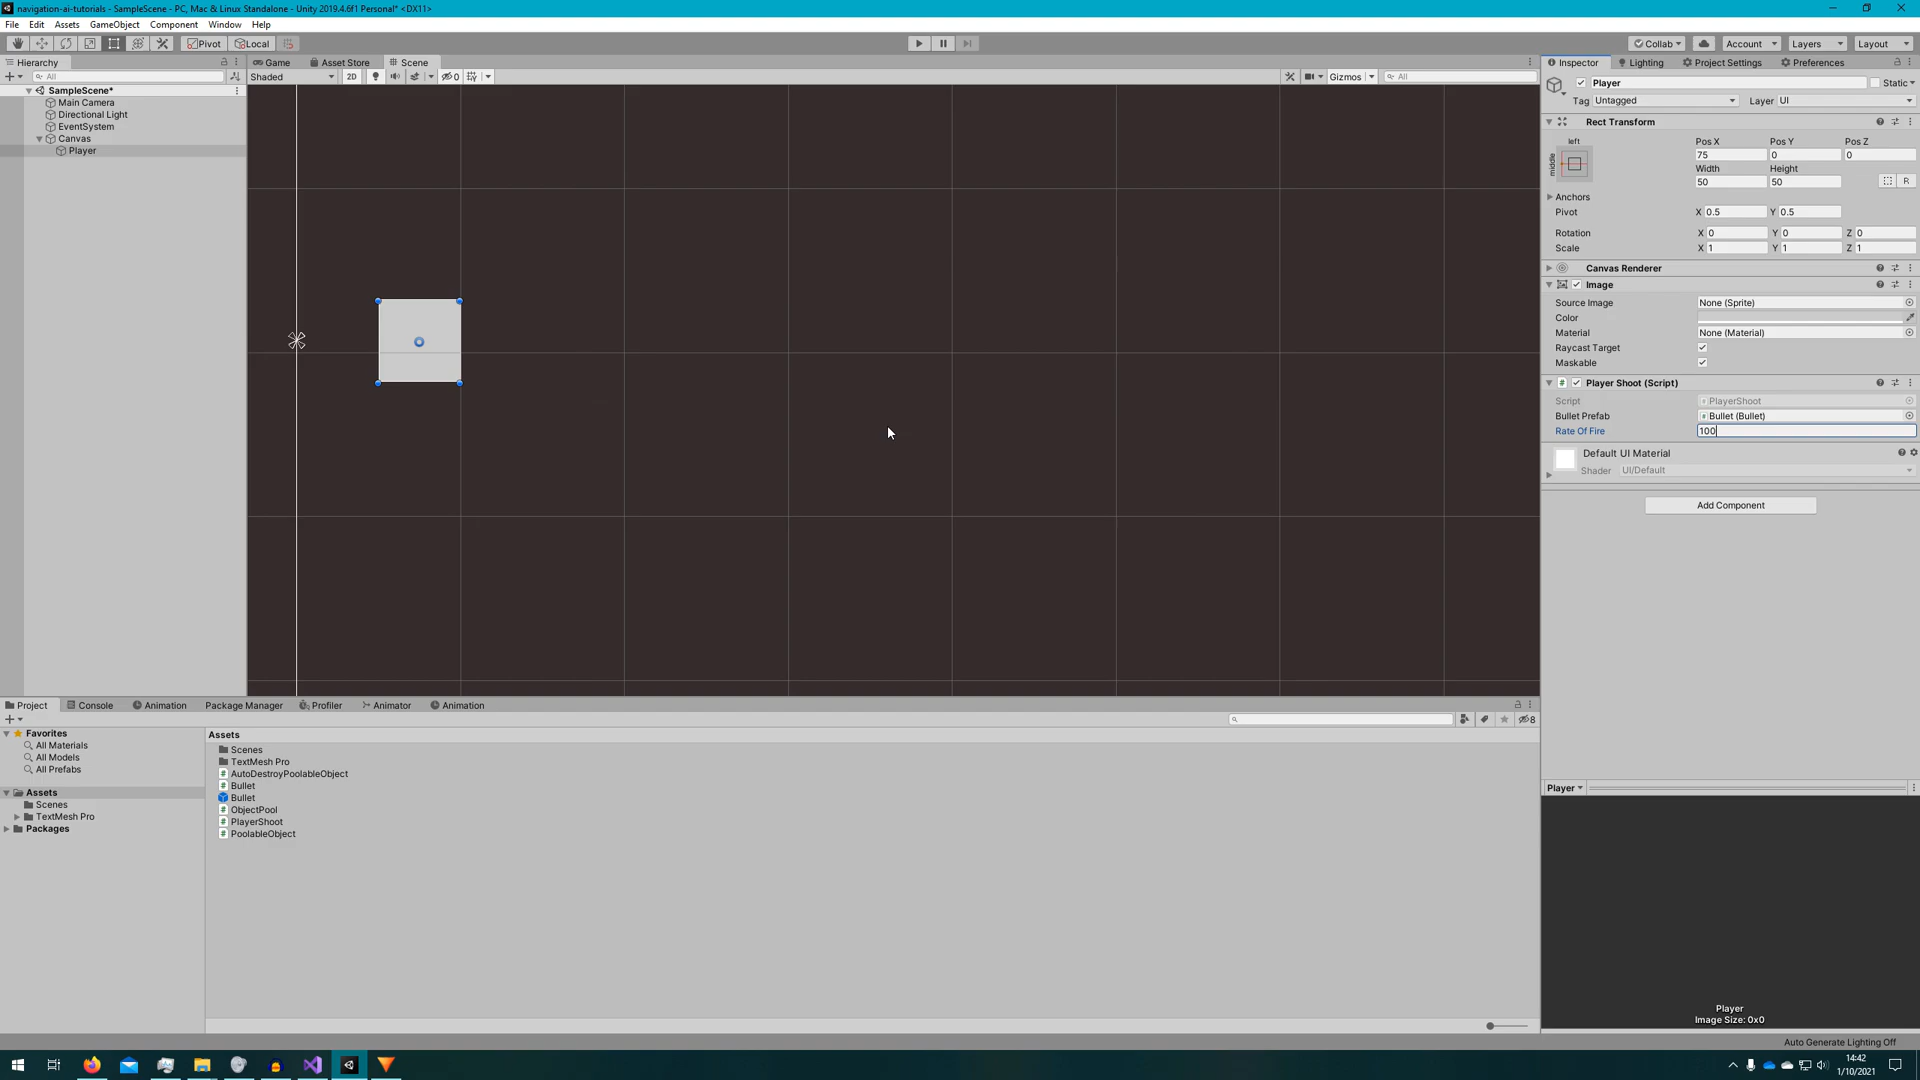 navigation-ai-tutorials - SampleScene - PC, Mac & Linux Standalone - Unity 2019.4.6f1 Personal* <DX11>
File Edit Assets GameObject Component Window Help
Pivot Local Collab Account Layers Layout
Hierarchy Game Asset Store Scene Inspector Lighting Project Settings Preferences
All Shaded 2D 0 Gizmos All
SampleScene*
Main Camera
Directional Light
EventSystem
Canvas
Player
Player Static
Tag Untagged Layer UI
Rect Transform
left
middle
Pos X Pos Y Pos Z
75 0 0
Width Height
50 50 R
Anchors
Pivot X 0.5 Y 0.5
Rotation X 0 Y 0 Z 0
Scale X 1 Y 1 Z 1
Canvas Renderer
Image
Source Image None (Sprite)
Color
Material None (Material)
Raycast Target
Maskable
# Player Shoot (Script)
Script # PlayerShoot
Bullet Prefab # Bullet (Bullet)
Rate Of Fire 100
Default UI Material
Shader UI/Default
Add Component
Project Console Animation Package Manager Profiler Animator Animation
8
Favorites
All Materials
All Models
All Prefabs
Assets
Scenes
TextMesh Pro
Packages
Assets
Scenes
TextMesh Pro
# AutoDestroyPoolableObject
# Bullet
Bullet
# ObjectPool
# PlayerShoot
# PoolableObject
Player
Player
Image Size: 0x0
Auto Generate Lighting Off
14:42
1/10/2021